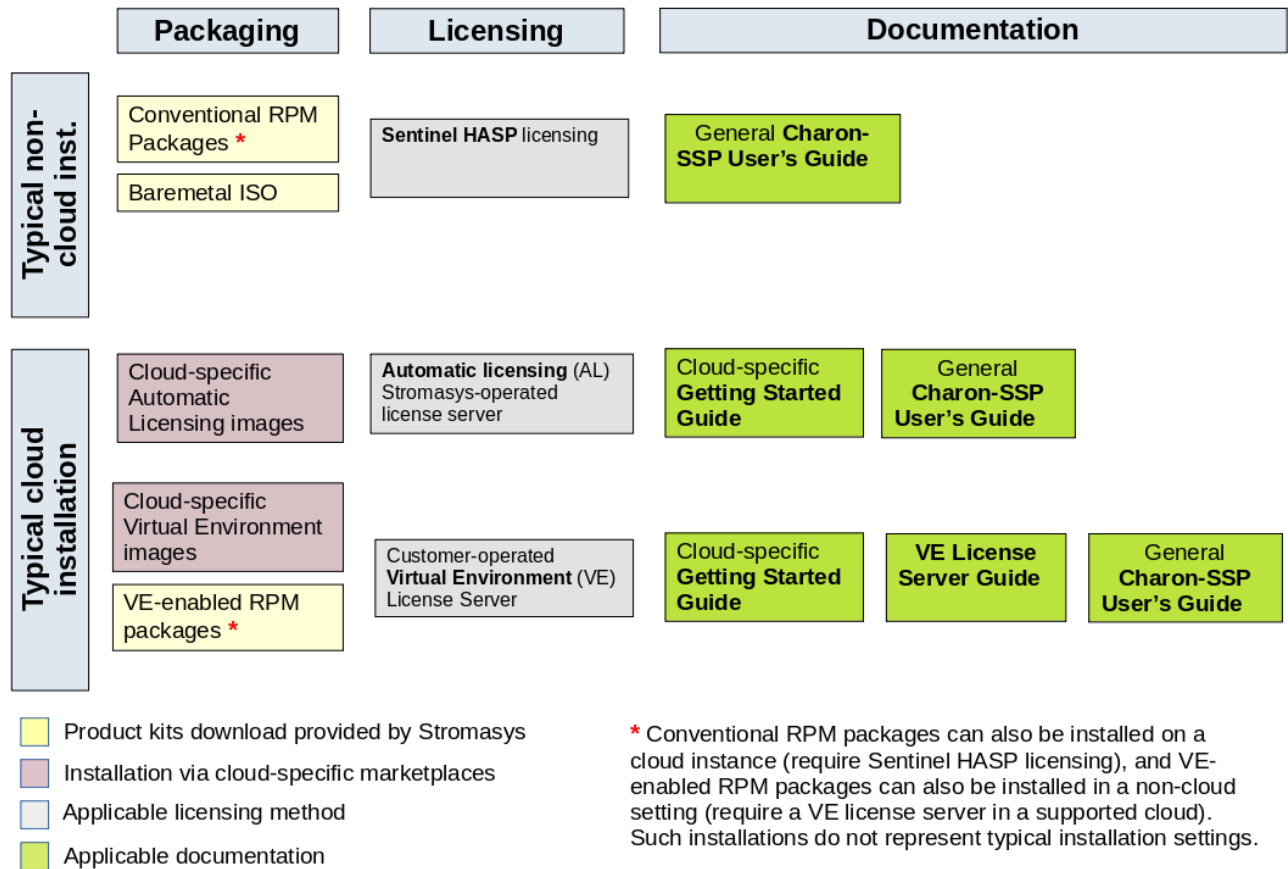 Packaging
Licensing
Documentation
Typical non-
cloud inst.
Conventional RPM
Packages *
Baremetal ISO
Sentinel HASP licensing
General Charon-
SSP User's Guide
Typical cloud
installation
Cloud-specific
Automatic
Licensing images
Automatic licensing (AL)
Stromasys-operated
license server
Cloud-specific
Getting Started
Guide
General
Charon-SSP
User's Guide
Cloud-specific
Virtual Environment
images
VE-enabled RPM
packages *
Customer-operated
Virtual Environment (VE)
License Server
Cloud-specific
Getting Started
Guide
VE License
Server Guide
General
Charon-SSP
User's Guide
Product kits download provided by Stromasys
Installation via cloud-specific marketplaces
Applicable licensing method
Applicable documentation
* Conventional RPM packages can also be installed on a
cloud instance (require Sentinel HASP licensing), and VE-
enabled RPM packages can also be installed in a non-cloud
setting (require a VE license server in a supported cloud).
Such installations do not represent typical installation settings.